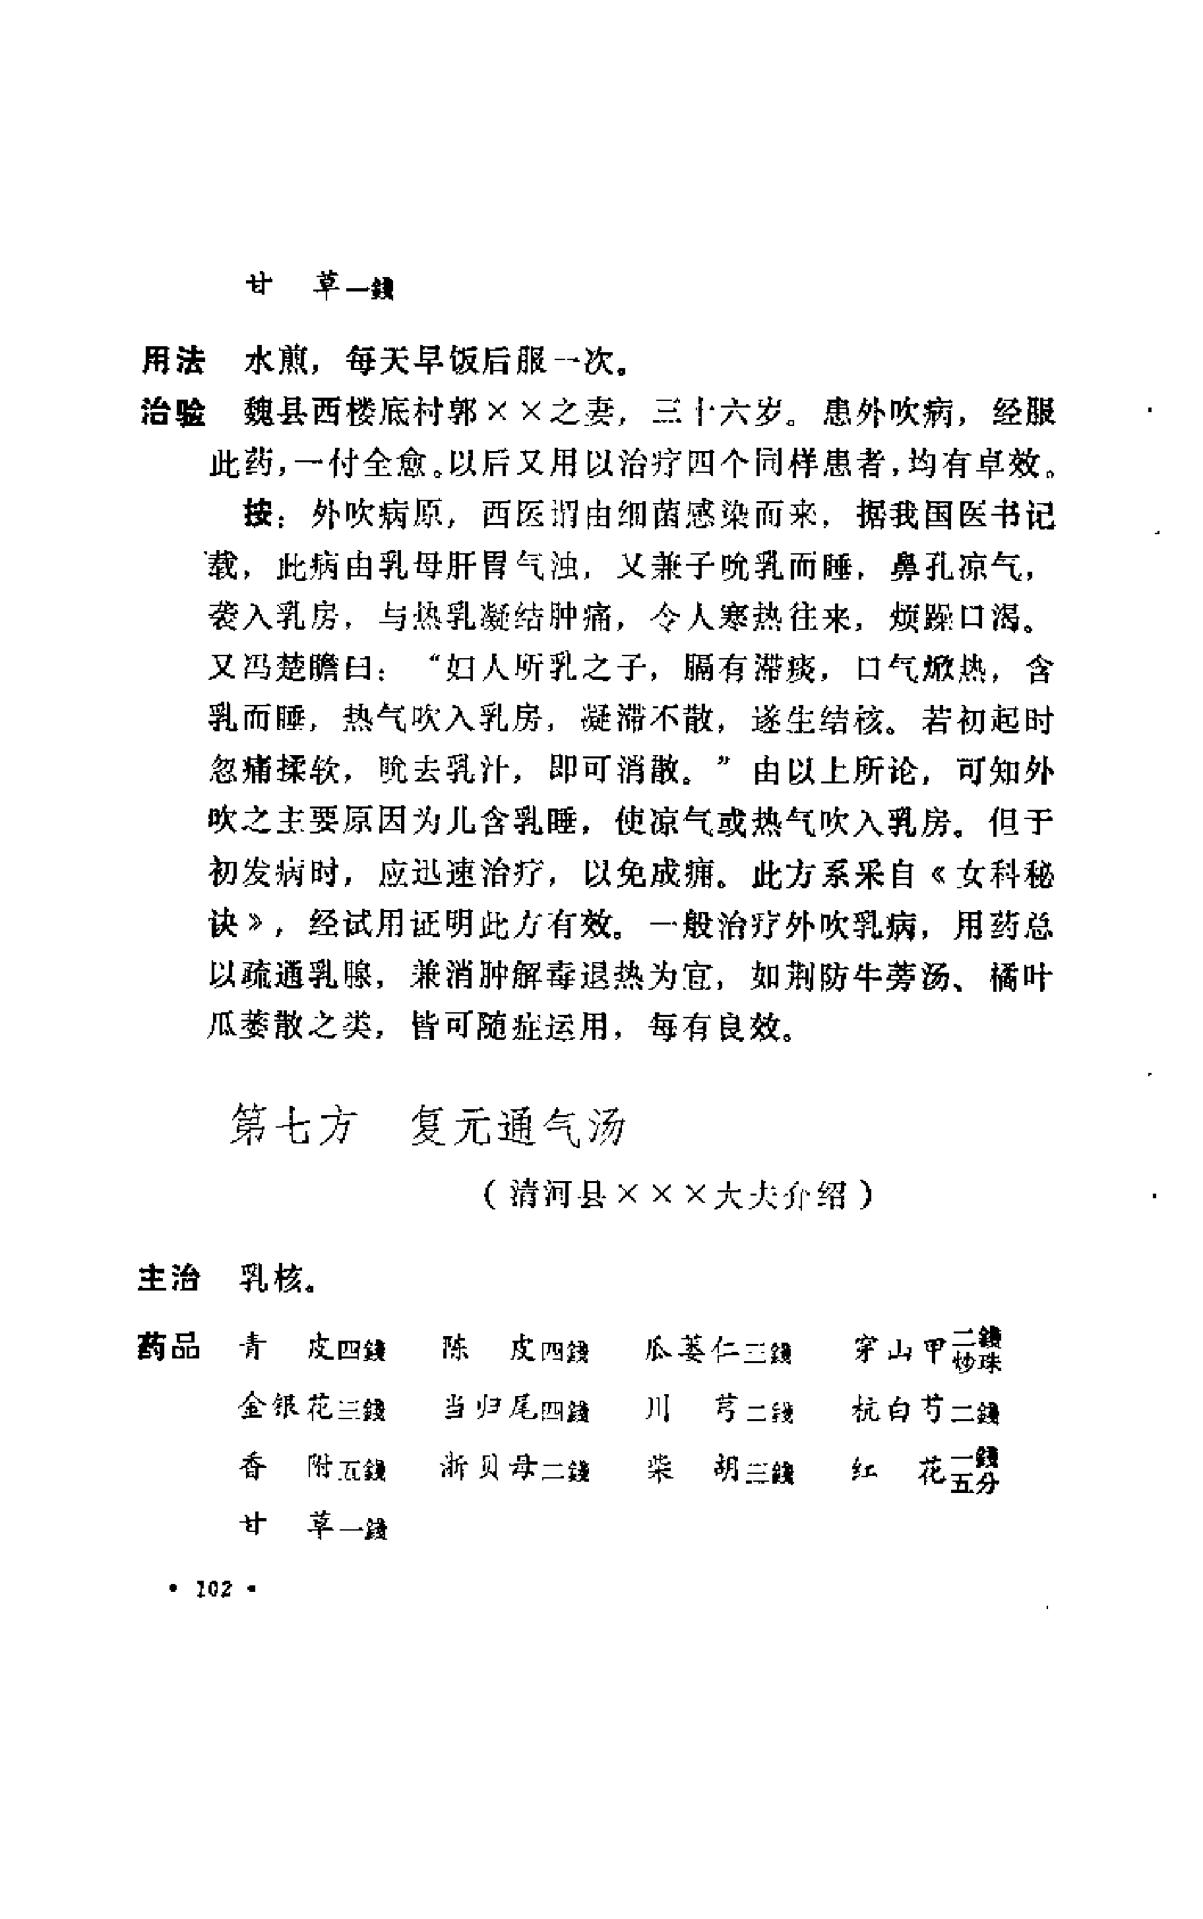 甘　草一錢
用法　水煎，每天早饭后服一次。
治验　魏县西楼底村郭××之妻，三十六岁。患外吹病，经服
此药，一付全愈。以后又用以治疗四个同样患者，均有卓效。
按：外吹病原，西医谓由细菌感染而来，据我国医书记
载，此病由乳母肝胃气浊，又兼子吮乳而睡，鼻孔凉气，
袭入乳房，与热乳凝结肿痛，令人寒热往来，烦躁口渴。
又冯楚瞻曰：“妇人所乳之子，膈有滞痰，口气焮热，含
乳而睡，热气吹入乳房，凝滞不散，遂生结核。若初起时
忽痛揉软，吮去乳汁，即可消散。”由以上所论，可知外
吹之主要原因为儿含乳睡，使凉气或热气吹入乳房。但于
初发病时，应迅速治疗，以免成痈。此方系采自《女科秘
诀》，经试用证明此方有效。一般治疗外吹乳病，用药总
以疏通乳腺，兼消肿解毒退热为宜，如荆防牛蒡汤、橘叶
瓜蒌散之类，皆可随症运用，每有良效。
第七方　复元通气汤
（清河县×××大夫介绍）
主治　乳核。
药品　青　皮四錢　陈　皮四錢　瓜蒌仁三錢　穿山甲二錢炒珠
金银花三錢　当归尾四錢　川　芎二錢　杭白芍二錢
香　附五錢　浙贝母二錢　柴　胡三錢　红　花一錢五分
甘　草一錢
• 102 •